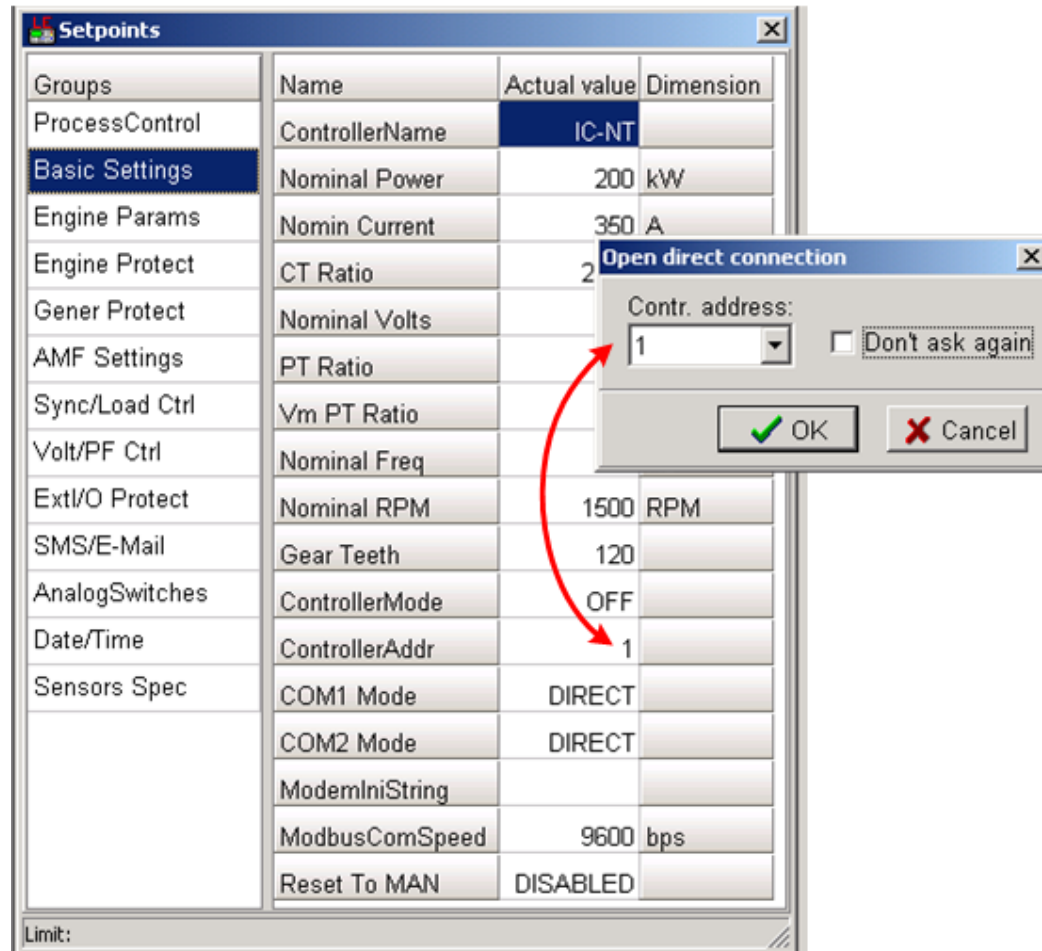 Setpoints
Groups Name Actual value Dimension
ProcessControl ControllerName IC-NT
Basic Settings Nominal Power 200 kW
Engine Params Nomin Current 350 A
Engine Protect CT Ratio 2
Gener Protect Nominal Volts
AMF Settings PT Ratio
Sync/Load Ctrl Vm PT Ratio
Volt/PF Ctrl Nominal Freq
ExtI/O Protect Nominal RPM 1500 RPM
SMS/E-Mail Gear Teeth 120
AnalogSwitches ControllerMode OFF
Date/Time ControllerAddr 1
Sensors Spec COM1 Mode DIRECT
COM2 Mode DIRECT
ModemIniString
ModbusComSpeed 9600 bps
Reset To MAN DISABLED
Limit:
Open direct connection
Contr. address:
1 Don't ask again
OK Cancel